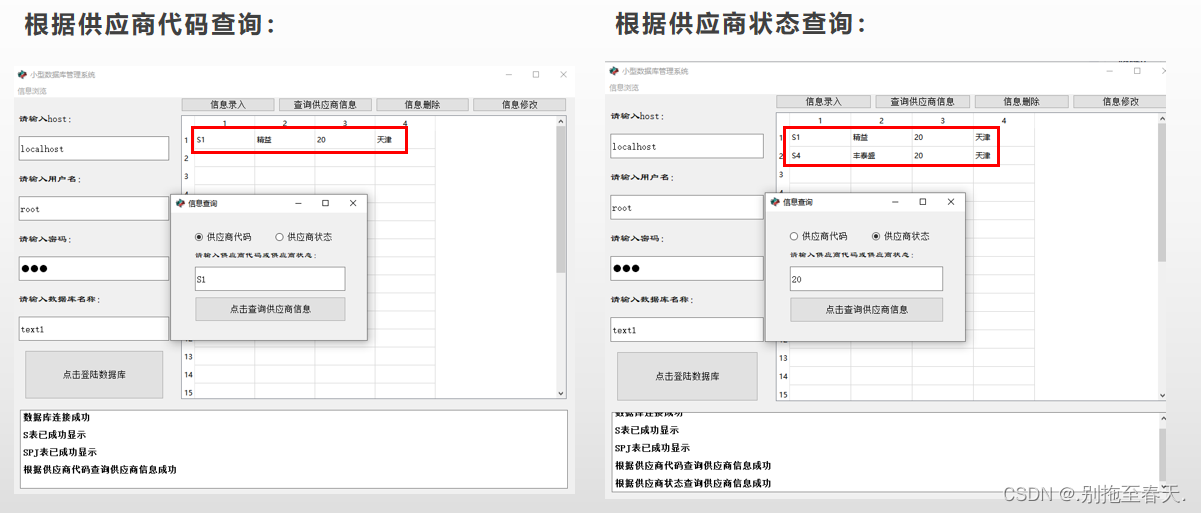 根据供应商代码查询：
小型数据库管理系统
信息浏览
信息录入 查询供应商信息 信息删除 信息修改
请输入host:
localhost
请输入用户名:
root
请输入密码:
●●●
请输入数据库名称:
text1
点击登陆数据库
1 2 3 4
1 S1 精益 20 天津
2
3
13
14
15
信息查询
供应商代码 供应商状态
请输入供应商代码或供应商状态:
S1
点击查询供应商信息
数据库连接成功
S表已成功显示
SPJ表已成功显示
根据供应商代码查询供应商信息成功
根据供应商状态查询：
小型数据库管理系统
信息浏览
信息录入 查询供应商信息 信息删除 信息修改
请输入host:
localhost
请输入用户名:
root
请输入密码:
●●●
请输入数据库名称:
text1
点击登陆数据库
1 2 3 4
1 S1 精益 20 天津
2 S4 丰泰盛 20 天津
3
13
14
15
信息查询
供应商代码 供应商状态
请输入供应商代码或供应商状态:
20
点击查询供应商信息
数据库连接成功
S表已成功显示
SPJ表已成功显示
根据供应商代码查询供应商信息成功
根据供应商状态查询供应商信息成功
CSDN @.别拖至春天.